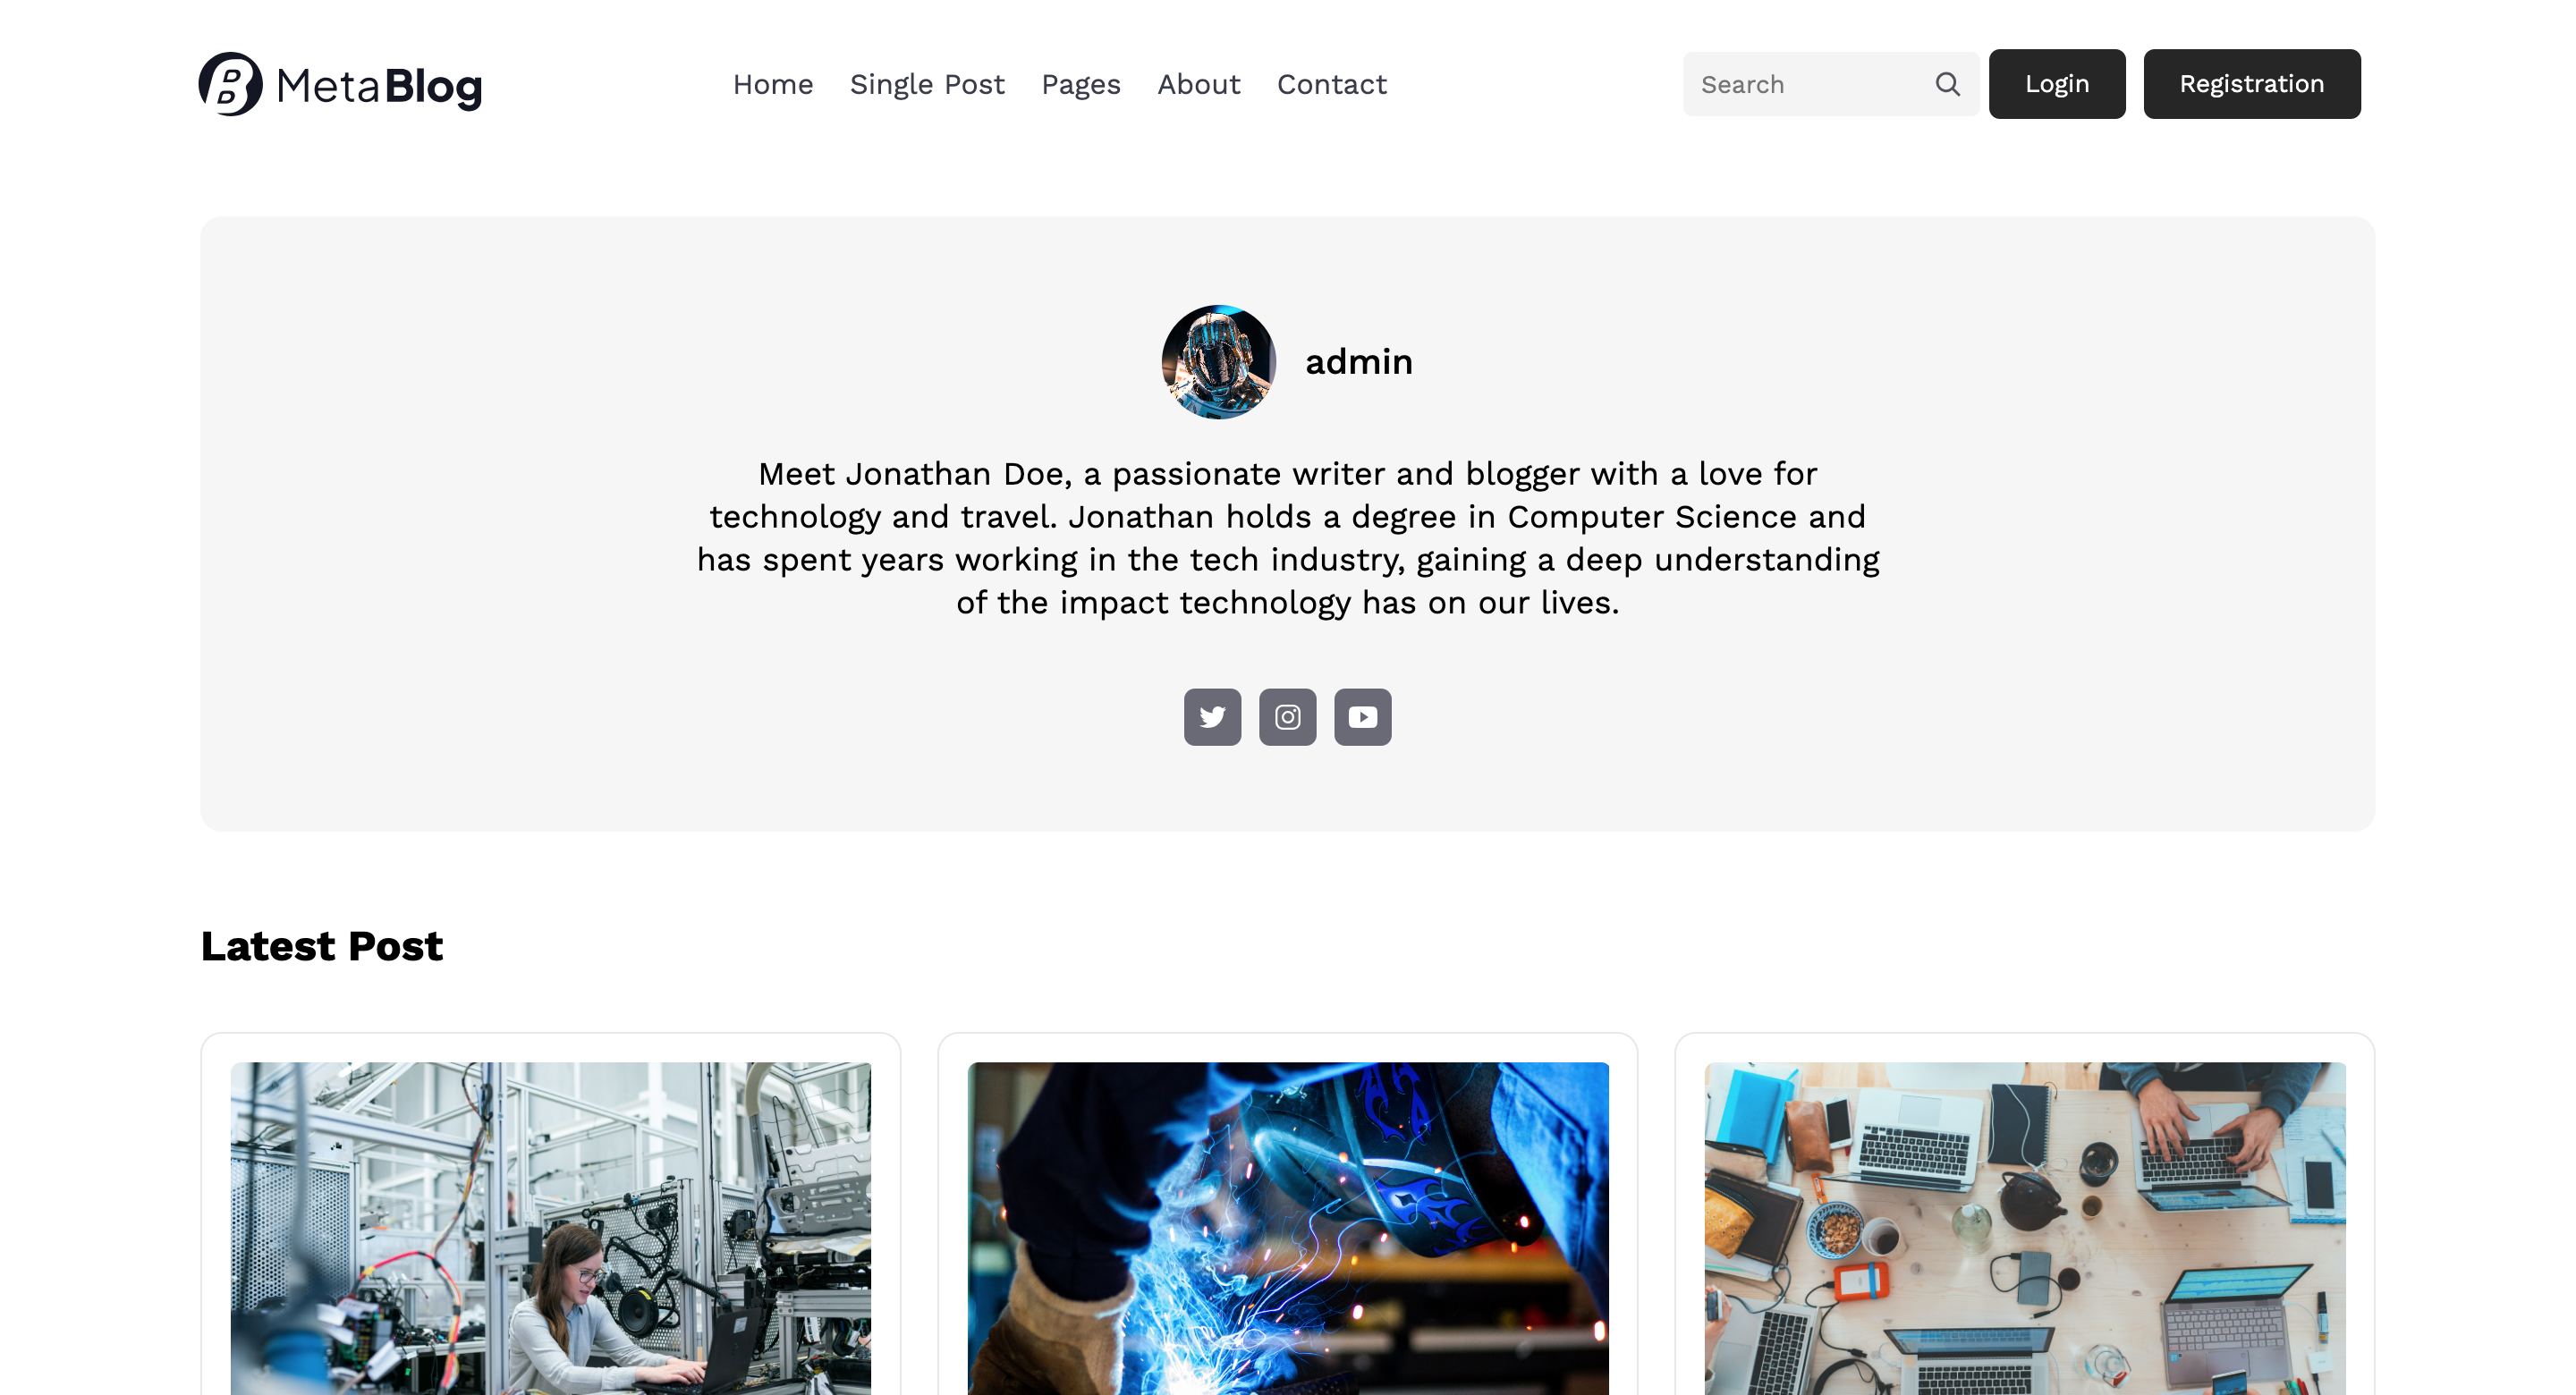 MetaBlog
Home Single Post Pages About Contact
Search
Login
Registration
admin
Meet Jonathan Doe, a passionate writer and blogger with a love for
technology and travel. Jonathan holds a degree in Computer Science and
has spent years working in the tech industry, gaining a deep understanding
of the impact technology has on our lives.
Latest Post